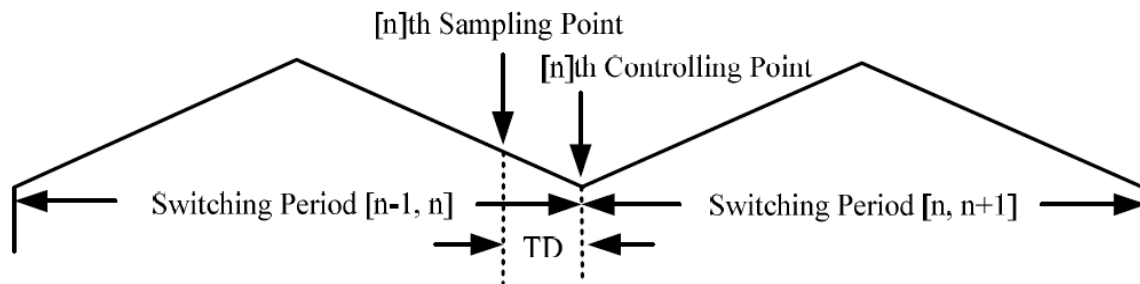 [n]th Sampling Point
[n]th Controlling Point
Switching Period [n-1, n]
Switching Period [n, n+1]
TD